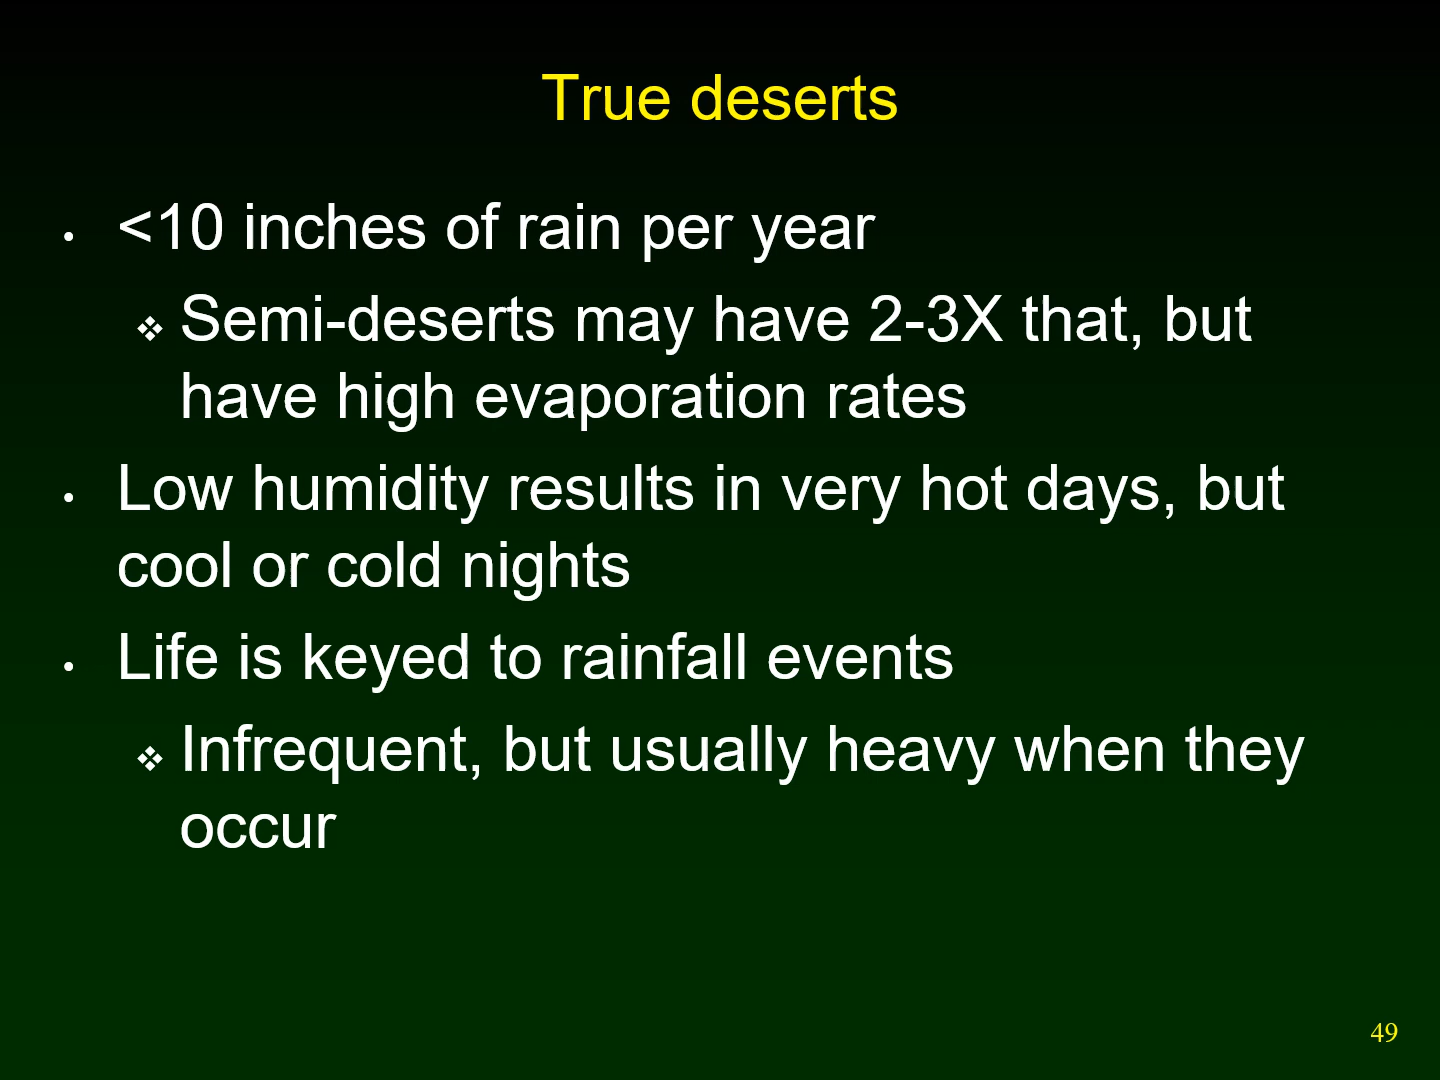 True deserts
• <10 inches of rain per year
❖ Semi-deserts may have 2-3X that, but
have high evaporation rates
• Low humidity results in very hot days, but
cool or cold nights
• Life is keyed to rainfall events
❖ Infrequent, but usually heavy when they
occur
49